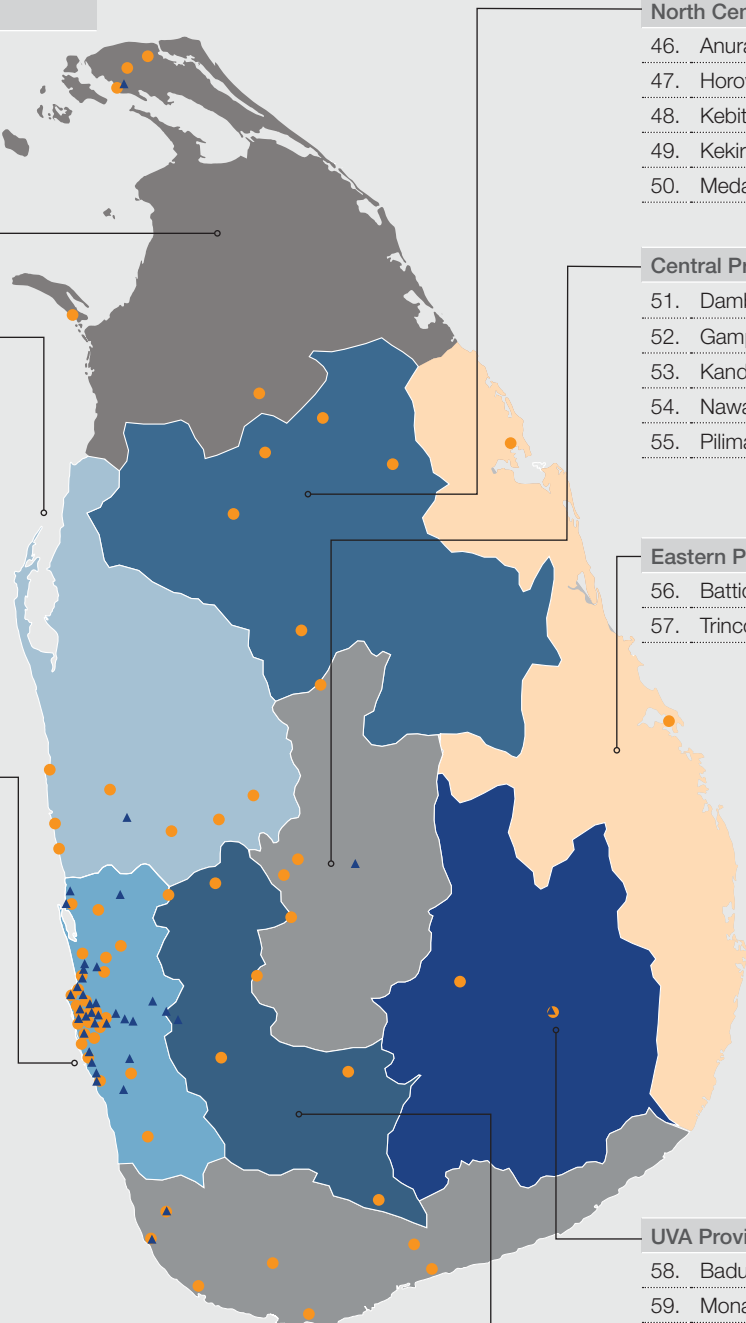 North Cen
46. Anura
47. Horo
48. Kebit
49. Kekir
50. Meda
Central Pr
51. Damb
52. Gamp
53. Kand
54. Nawa
55. Pilima
Eastern P
56. Battic
57. Trinco
UVA Provi
58. Badu
59. Mona